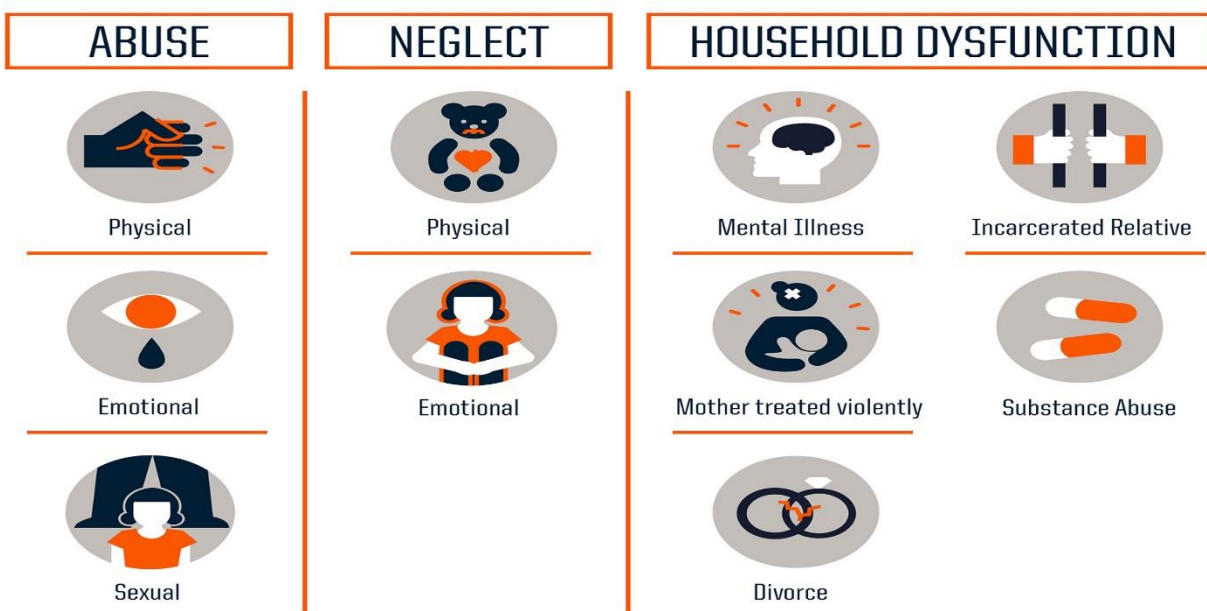 ABUSE
Physical
Emotional
Sexual
NEGLECT
Physical
Emotional
HOUSEHOLD DYSFUNCTION
Mental Illness
Incarcerated Relative
Mother treated violently
Substance Abuse
Divorce